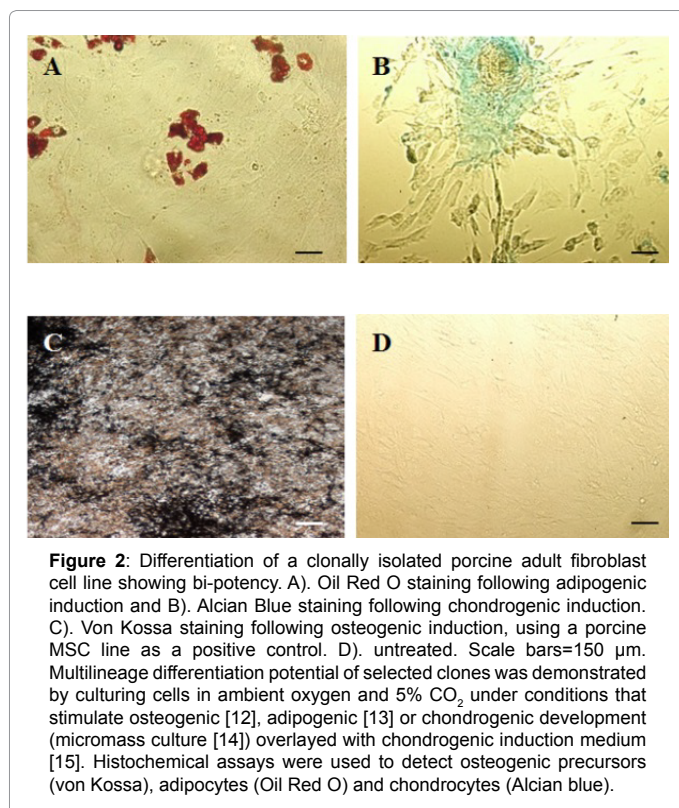 A
B
C
D
Figure 2: Differentiation of a clonally isolated porcine adult fibroblast
cell line showing bi-potency. A). Oil Red O staining following adipogenic
induction and B). Alcian Blue staining following chondrogenic induction.
C). Von Kossa staining following osteogenic induction, using a porcine
MSC line as a positive control. D). untreated. Scale bars=150 µm.
Multilineage differentiation potential of selected clones was demonstrated
by culturing cells in ambient oxygen and 5% CO₂ under conditions that
stimulate osteogenic [12], adipogenic [13] or chondrogenic development
(micromass culture [14]) overlayed with chondrogenic induction medium
[15]. Histochemical assays were used to detect osteogenic precursors
(von Kossa), adipocytes (Oil Red O) and chondrocytes (Alcian blue).